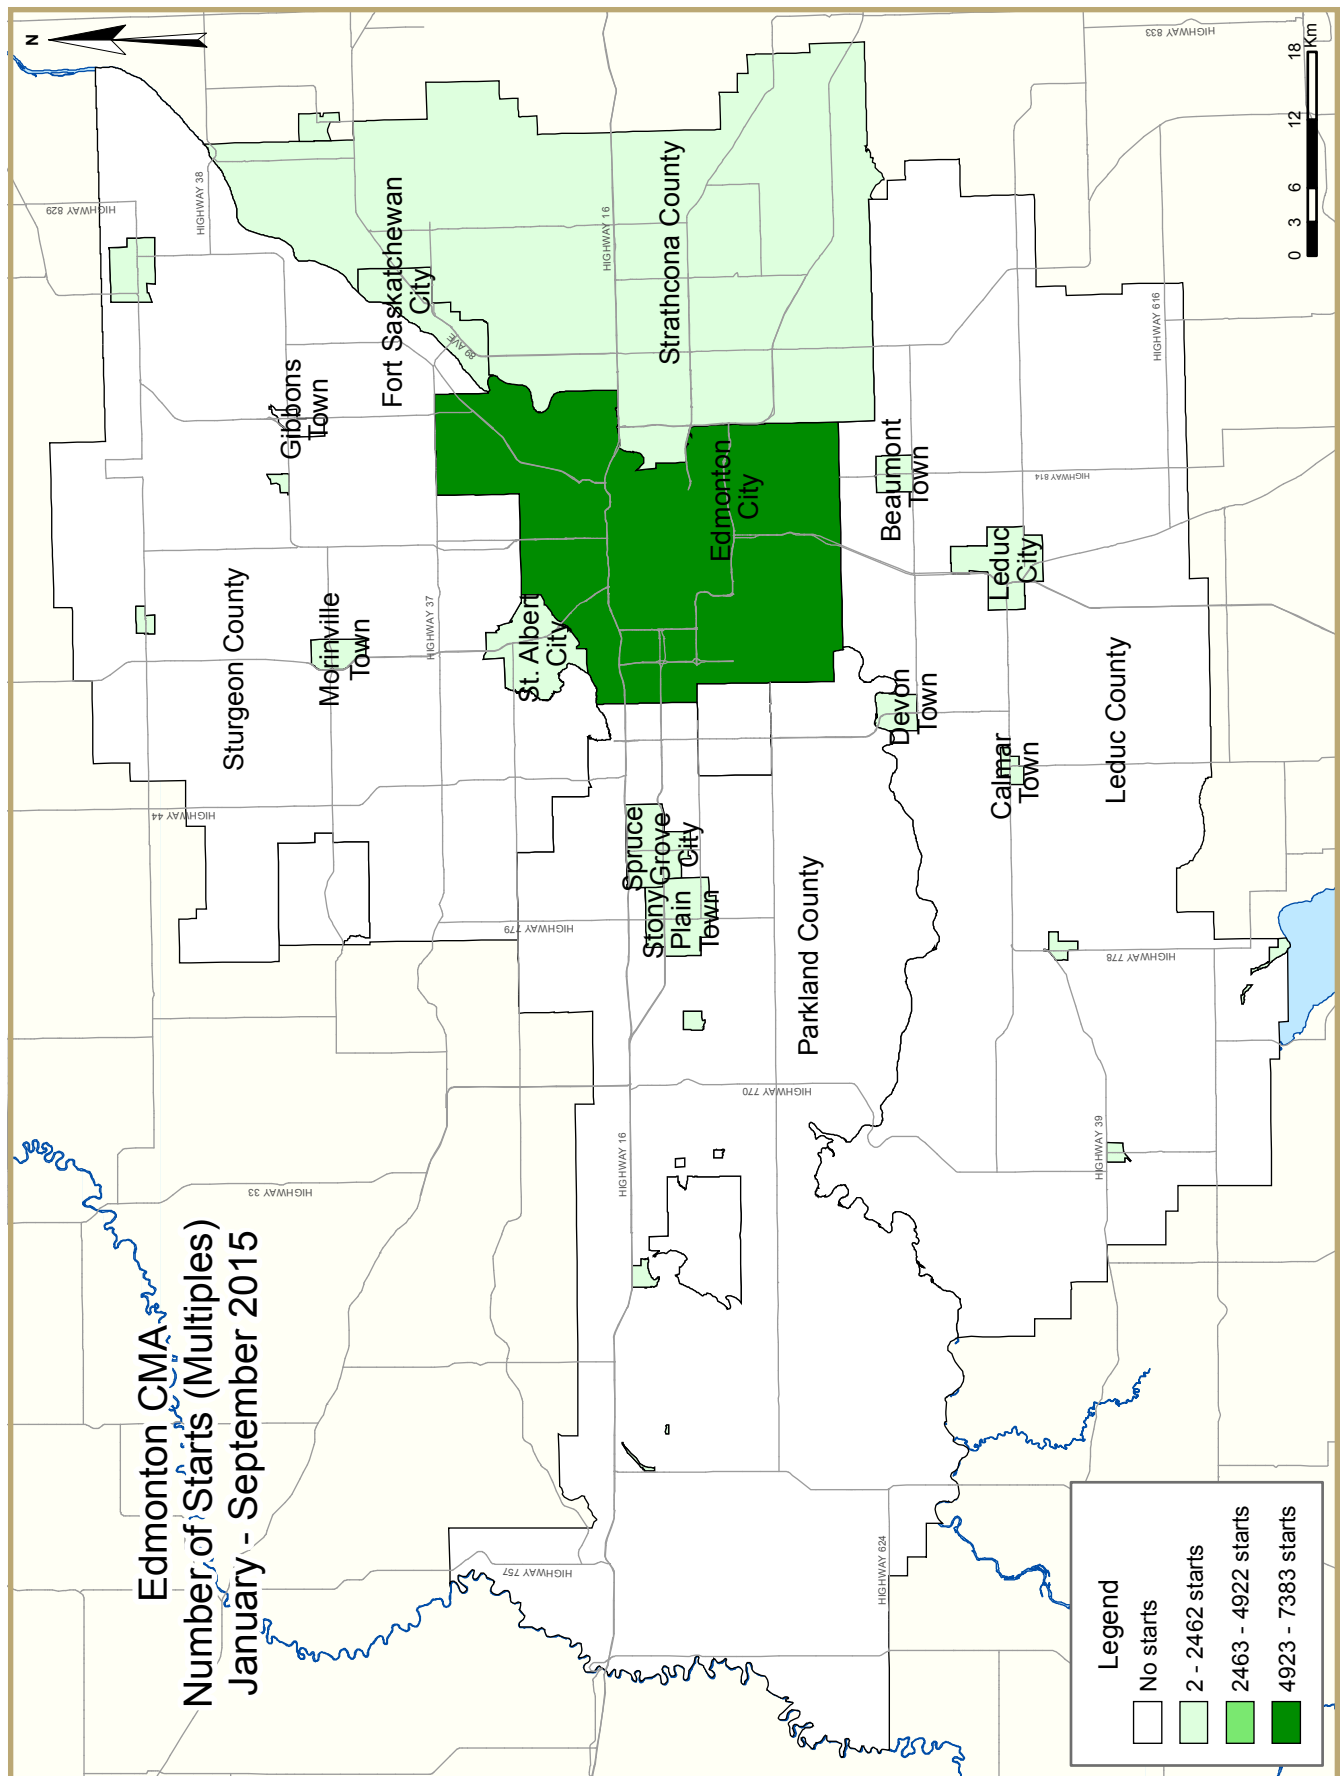 Edmonton CMA
Number of Starts (Multiples)
January - September 2015
N
HIGHWAY 833
HIGHWAY 829
HIGHWAY 38
HIGHWAY 16
HIGHWAY 616
Fort Saskatchewan
City
Strathcona County
89 AVE
Gibbons
Town
Edmonton
City
Beaumont
Town
HIGHWAY 814
Sturgeon County
Morinville
Town
HIGHWAY 37
St. Albert
City
Leduc
City
Devon
Town
Calmar
Town
Leduc County
HIGHWAY 44
Spruce
Grove
City
Stony
Plain
Town
HIGHWAY 779
Parkland County
HIGHWAY 778
HIGHWAY 770
HIGHWAY 39
HIGHWAY 16
HIGHWAY 33
HIGHWAY 757
HIGHWAY 624
Legend
No starts
2 - 2462 starts
2463 - 4922 starts
4923 - 7383 starts
0 3 6 12 18
Km